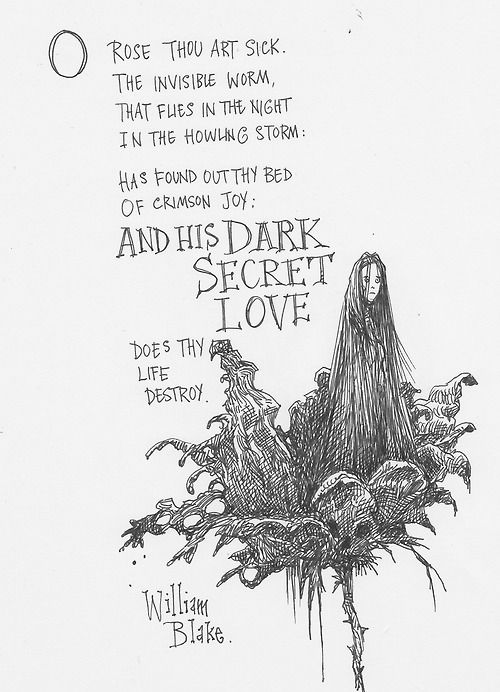 O ROSE THOU ART SICK.
THE INVISIBLE WORM,
THAT FLIES IN THE NIGHT
IN THE HOWLING STORM:
HAS FOUND OUT THY BED
OF CRIMSON JOY:
AND HIS DARK
SECRET
LOVE
DOES THY
LIFE
DESTROY.
William
Blake.